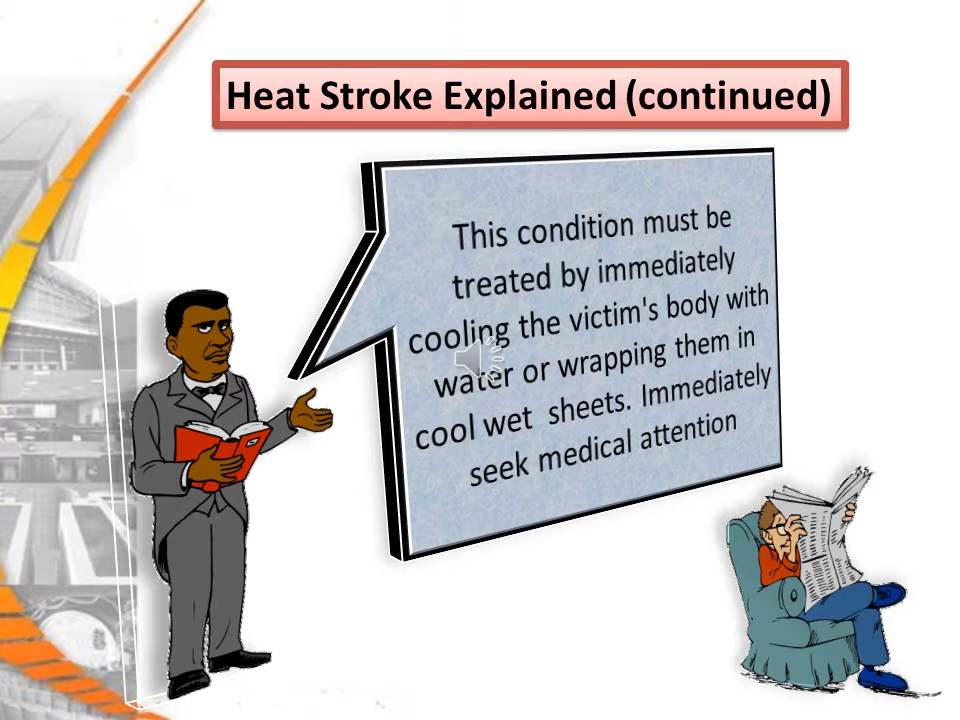 Heat Stroke Explained (continued)
This condition must be
treated by immediately
cooling the victim's body with
water or wrapping them in
cool wet sheets. Immediately
seek medical attention